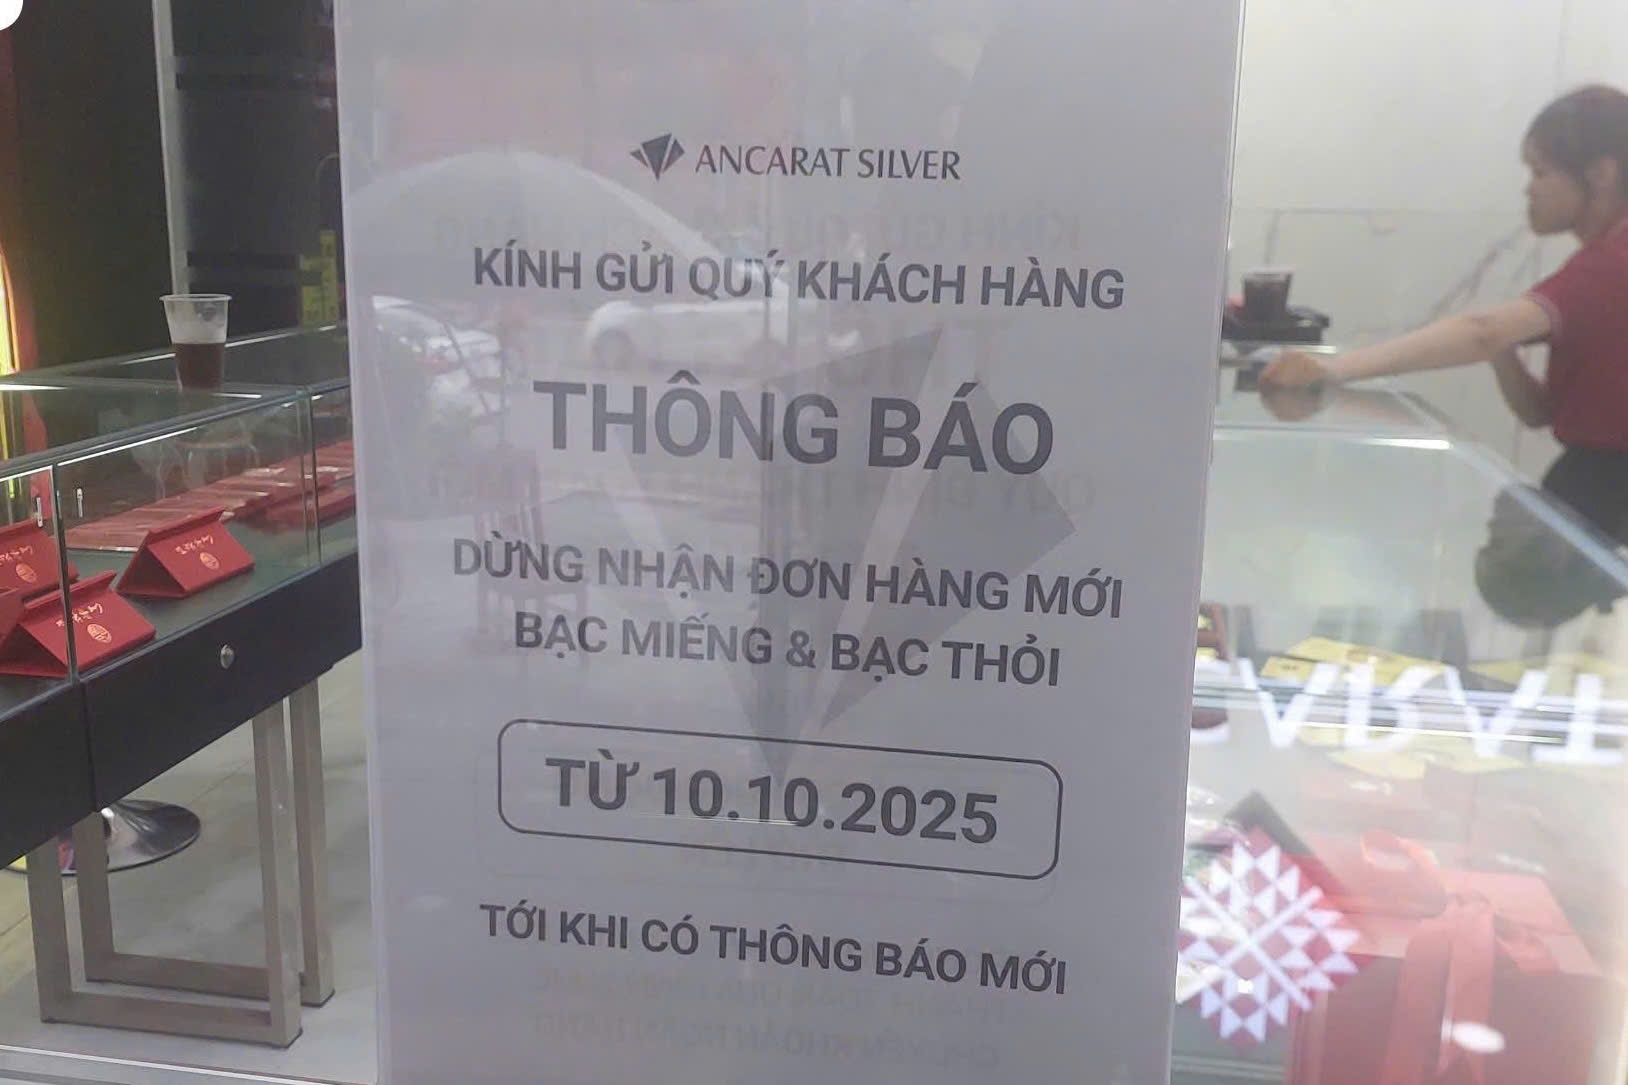 ANCARAT SILVER
KÍNH GỬI QUÝ KHÁCH HÀNG
THÔNG BÁO
DỪNG NHẬN ĐƠN HÀNG MỚI
BẠC MIẾNG & BẠC THỎI
TỪ 10.10.2025
TỚI KHI CÓ THÔNG BÁO MỚI